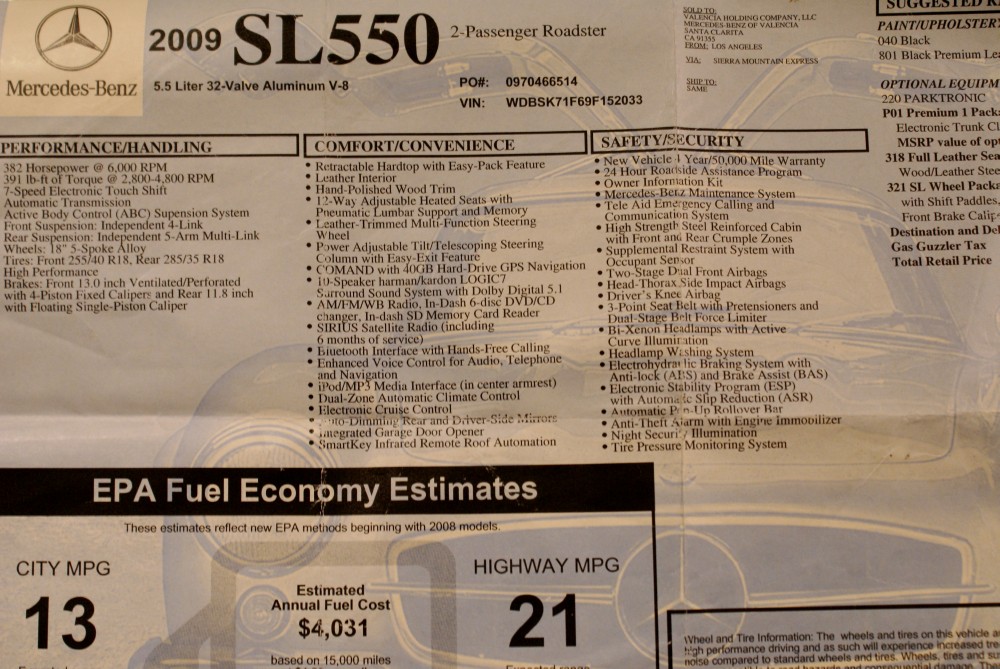 Mercedes-Benz
2009 SL550 2-Passenger Roadster
5.5 Liter 32-Valve Aluminum V-8
PO#: 0970466514
VIN: WDBSK71F69F152033
SOLD TO:
VALENCIA HOLDING COMPANY, LLC
MERCEDES-BENZ OF VALENCIA
SANTA CLARITA
CA 91355
FROM: LOS ANGELES
VIA: SIERRA MOUNTAIN EXPRESS
SHIP TO:
SAME
PERFORMANCE/HANDLING
382 Horsepower @ 6,000 RPM
391 lb-ft of Torque @ 2,800-4,800 RPM
7-Speed Electronic Touch Shift
Automatic Transmission
Active Body Control (ABC) Supension System
Front Suspension: Independent 4-Link
Rear Suspension: Independent 5-Arm Multi-Link
Wheels: 18" 5-Spoke Alloy
Tires: Front 255/40 R18, Rear 285/35 R18
High Performance
Brakes: Front 13.0 inch Ventilated/Perforated
with 4-Piston Fixed Calipers and Rear 11.8 inch
with Floating Single-Piston Caliper
COMFORT/CONVENIENCE
• Retractable Hardtop with Easy-Pack Feature
• Leather Interior
• Hand-Polished Wood Trim
• 12-Way Adjustable Heated Seats with
Pneumatic Lumbar Support and Memory
• Leather-Trimmed Multi-Function Steering
Wheel
• Power Adjustable Tilt/Telescoping Steering
Column with Easy-Exit Feature
• COMAND with 40GB Hard-Drive GPS Navigation
• 10-Speaker harman/kardon LOGIC7
Surround Sound System with Dolby Digital 5.1
• AM/FM/WB Radio, In-Dash 6-disc DVD/CD
changer, In-dash SD Memory Card Reader
• SIRIUS Satellite Radio (including
6 months of service)
• Bluetooth Interface with Hands-Free Calling
• Enhanced Voice Control for Audio, Telephone
and Navigation
• iPod/MP3 Media Interface (in center armrest)
• Dual-Zone Automatic Climate Control
• Electronic Cruise Control
• Auto-Dimming Rear and Driver-Side Mirrors
• Integrated Garage Door Opener
• SmartKey Infrared Remote Roof Automation
SAFETY/SECURITY
• New Vehicle 4 Year/50,000 Mile Warranty
• 24 Hour Roadside Assistance Program
• Owner Information Kit
• Mercedes-Benz Maintenance System
• Tele Aid Emergency Calling and
Communication System
• High Strength Steel Reinforced Cabin
with Front and Rear Crumple Zones
• Supplemental Restraint System with
Occupant Sensor
• Two-Stage Dual Front Airbags
• Head-Thorax Side Impact Airbags
• Driver's Knee Airbag
• 3-Point Seat Belt with Pretensioners and
Dual-Stage Belt Force Limiter
• Bi-Xenon Headlamps with Active
Curve Illumination
• Headlamp Washing System
• Electrohydraulic Braking System with
Anti-lock (ABS) and Brake Assist (BAS)
• Electronic Stability Program (ESP)
with Automatic Slip Reduction (ASR)
• Automatic Pop-Up Rollover Bar
• Anti-Theft Alarm with Engine Immobilizer
• Night Security Illumination
• Tire Pressure Monitoring System
SUGGESTED
PAINT/UPHOLSTER
040 Black
801 Black Premium Lea
OPTIONAL EQUIPM
220 PARKTRONIC
P01 Premium 1 Packa
Electronic Trunk Cl
MSRP value of op
318 Full Leather Sea
Wood/Leather Stee
321 SL Wheel Packa
with Shift Paddles,
Front Brake Calip
Destination and Del
Gas Guzzler Tax
Total Retail Price
EPA Fuel Economy Estimates
These estimates reflect new EPA methods beginning with 2008 models.
CITY MPG
13
Estimated
Annual Fuel Cost
$4,031
based on 15,000 miles
HIGHWAY MPG
21
Expected range
Wheel and Tire Information: The wheels and tires on this vehicle
high performance driving and as such will experience increased
noise compared to standard wheels and tires. Wheels, tires and